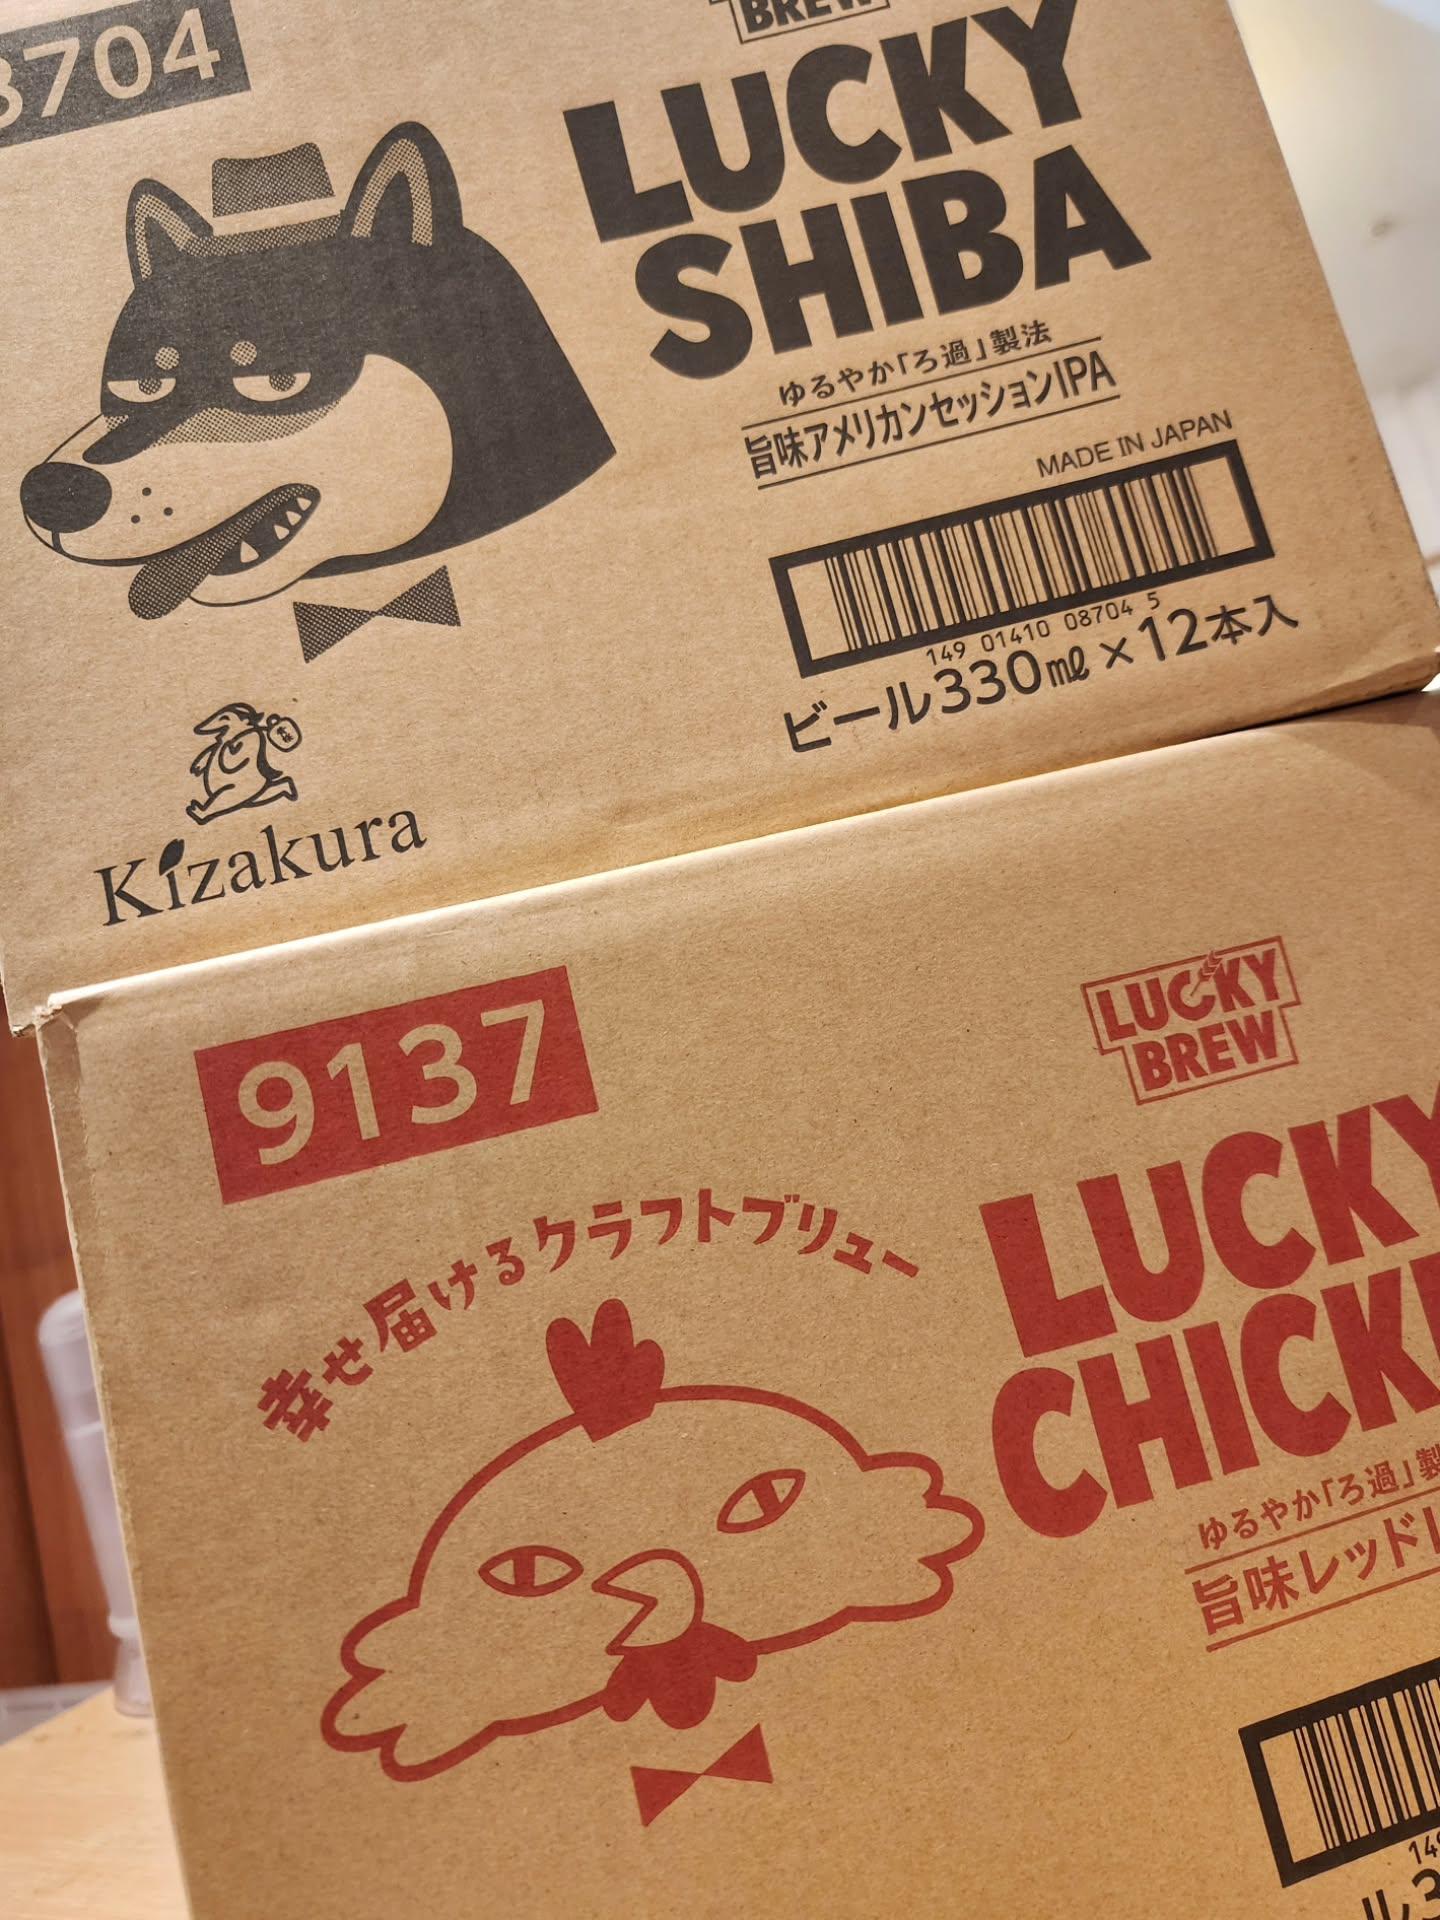 8704
BREW
LUCKY
SHIBA
ゆるやか「ろ過」製法
旨味アメリカンセッションIPA
MADE IN JAPAN
149 01410 08704 5
ビール330㎖×12本入
Kizakura
9137
LUCKY
BREW
幸せ届けるクラフトブリュー
LUCKY
CHICK
ゆるやか「ろ過」製
旨味レッド
149
ル3